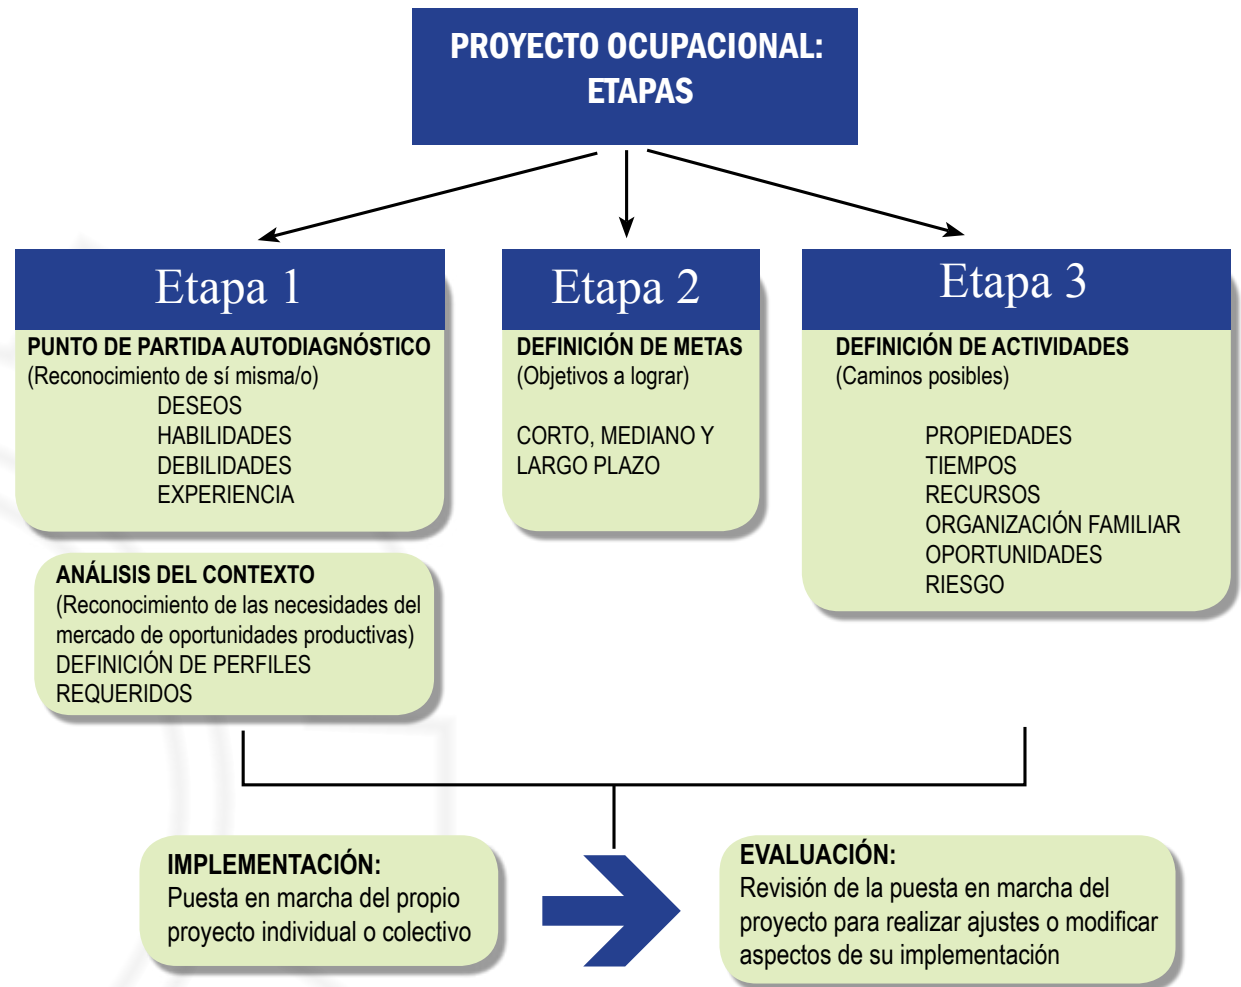 PROYECTO OCUPACIONAL:
ETAPAS
Etapa 1
PUNTO DE PARTIDA AUTODIAGNÓSTICO
(Reconocimiento de sí misma/o)
DESEOS
HABILIDADES
DEBILIDADES
EXPERIENCIA
ANÁLISIS DEL CONTEXTO
(Reconocimiento de las necesidades del
mercado de oportunidades productivas)
DEFINICIÓN DE PERFILES
REQUERIDOS
Etapa 2
DEFINICIÓN DE METAS
(Objetivos a lograr)
CORTO, MEDIANO Y
LARGO PLAZO
Etapa 3
DEFINICIÓN DE ACTIVIDADES
(Caminos posibles)
PROPIEDADES
TIEMPOS
RECURSOS
ORGANIZACIÓN FAMILIAR
OPORTUNIDADES
RIESGO
IMPLEMENTACIÓN:
Puesta en marcha del propio
proyecto individual o colectivo
EVALUACIÓN:
Revisión de la puesta en marcha del
proyecto para realizar ajustes o modificar
aspectos de su implementación